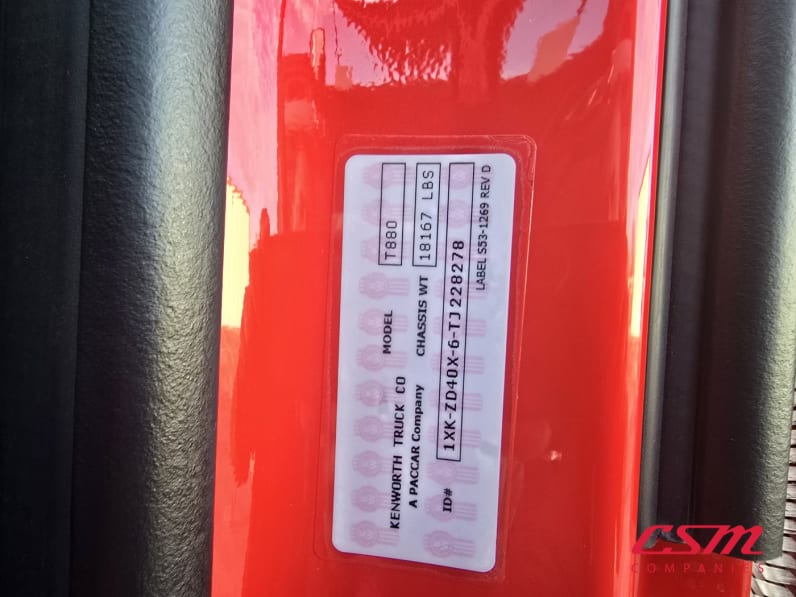 KENWORTH TRUCK CO MODEL T880
A PACCAR Company CHASSIS WT 18167 LBS
ID# 1XK-ZD40X-6-TJ228278
LABEL S53-1269 REV D
CSM
COMPANIES